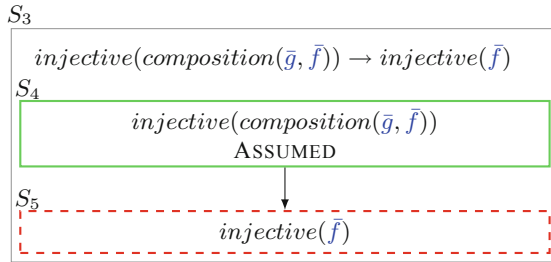 S₃
injective(composition(ḡ, f̄)) → injective(f̄)
S₄
injective(composition(ḡ, f̄))
ASSUMED
S₅
injective(f̄)